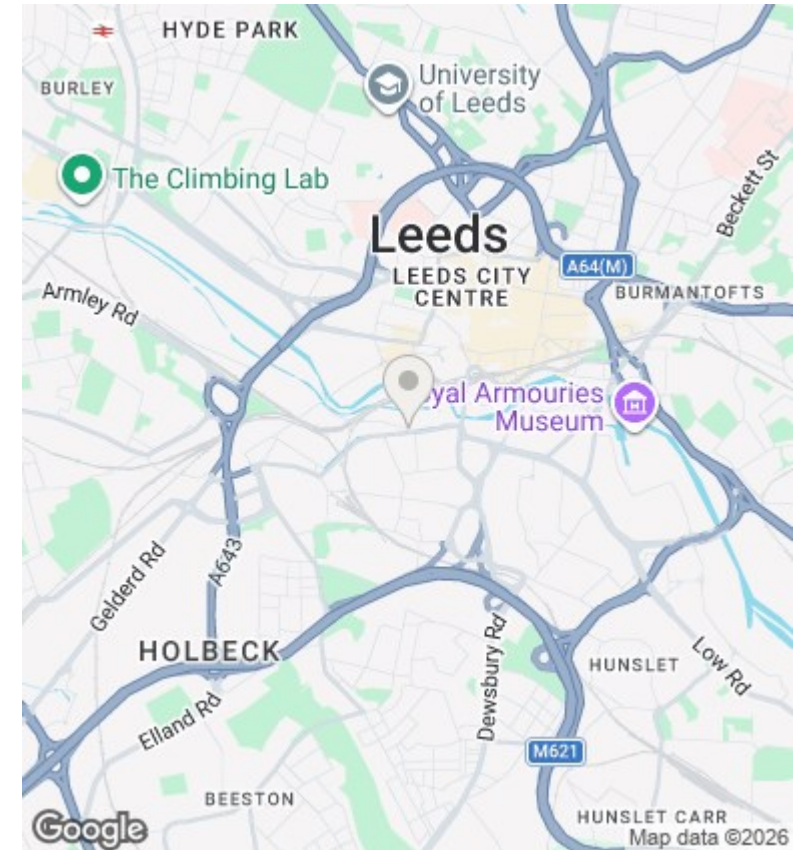 HYDE PARK
BURLEY
University
of Leeds
The Climbing Lab
Beckett St
Leeds
LEEDS CITY
CENTRE
A64(M)
BURMANTOFTS
Armley Rd
yal Armouries
Museum
Gelderd Rd
A643
HOLBECK
Elland Rd
Dewsbury Rd
HUNSLET
Low Rd
M621
BEESTON
HUNSLET CARR
Google
Map data ©2026